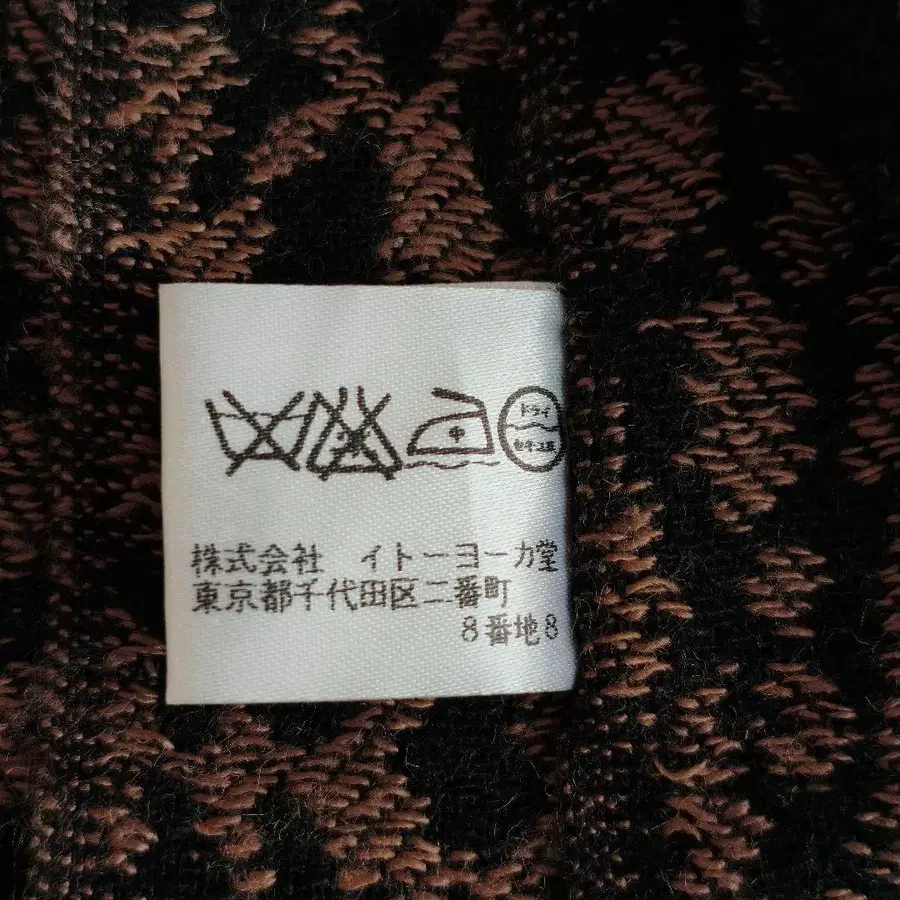 ドライ
セキユ系
株式会社　イトーヨーカ堂
東京都千代田区二番町
8番地8